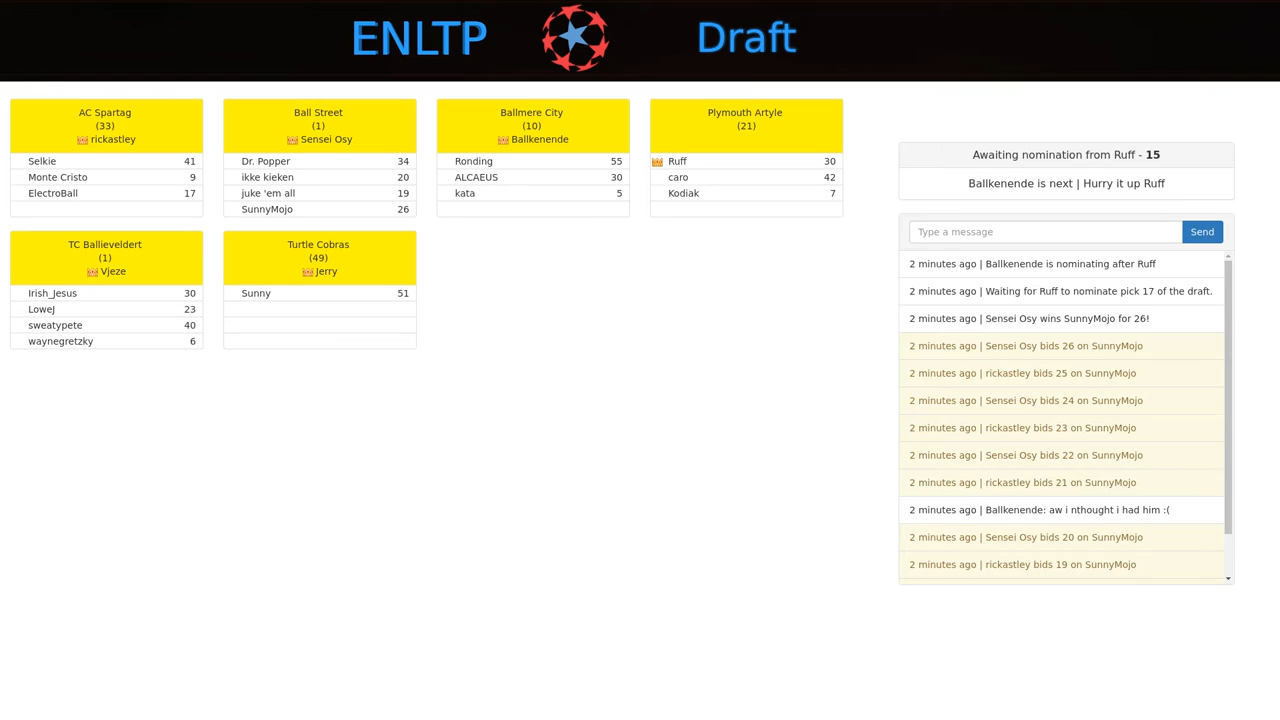 ENLTP Draft
AC Spartag
(33)
rickastley
Selkie 41
Monte Cristo 9
ElectroBall 17
Ball Street
(1)
Sensei Osy
Dr. Popper 34
ikke kieken 20
juke 'em all 19
SunnyMojo 26
Ballmere City
(10)
Ballkenende
Ronding 55
ALCAEUS 30
kata 5
Plymouth Artyle
(21)
Ruff 30
caro 42
Kodiak 7
TC Ballieveldert
(1)
Vjeze
Irish_Jesus 30
LoweJ 23
sweatypete 40
waynegretzky 6
Turtle Cobras
(49)
Jerry
Sunny 51
Awaiting nomination from Ruff - 15
Ballkenende is next | Hurry it up Ruff
Type a message Send
2 minutes ago | Ballkenende is nominating after Ruff
2 minutes ago | Waiting for Ruff to nominate pick 17 of the draft.
2 minutes ago | Sensei Osy wins SunnyMojo for 26!
2 minutes ago | Sensei Osy bids 26 on SunnyMojo
2 minutes ago | rickastley bids 25 on SunnyMojo
2 minutes ago | Sensei Osy bids 24 on SunnyMojo
2 minutes ago | rickastley bids 23 on SunnyMojo
2 minutes ago | Sensei Osy bids 22 on SunnyMojo
2 minutes ago | rickastley bids 21 on SunnyMojo
2 minutes ago | Ballkenende: aw i nthought i had him :(
2 minutes ago | Sensei Osy bids 20 on SunnyMojo
2 minutes ago | rickastley bids 19 on SunnyMojo